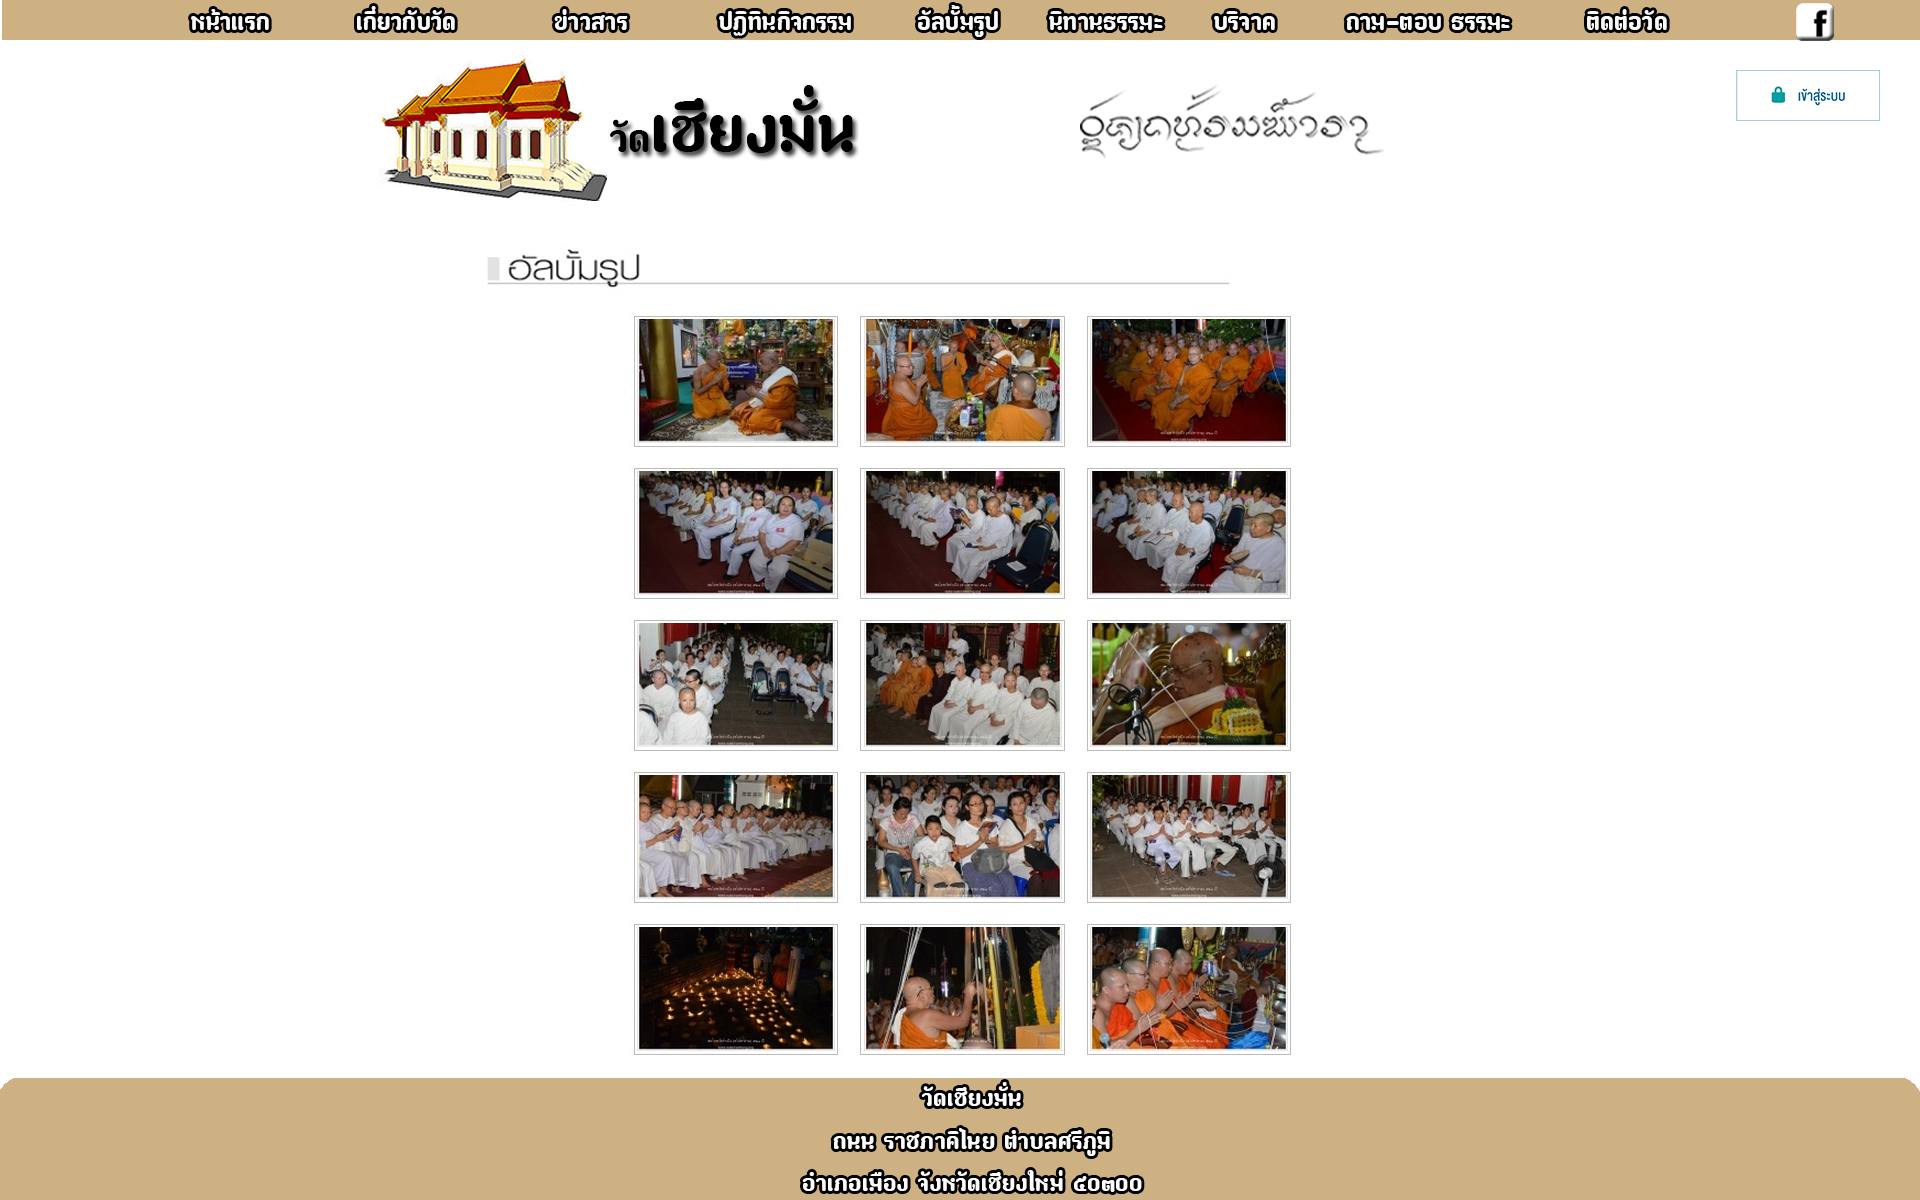 หน้าแรก เกี่ยวกับวัด ข่าวสาร ปฏิทินกิจกรรม อัลบั้มรูป นิทานธรรมะ บริจาค ถาม-ตอบ ธรรมะ ติดต่อวัด f
วัดเชียงมั่น
เข้าสู่ระบบ
อัลบั้มรูป
วัดเชียงมั่น
ถนน ราชภาคิไนย ตำบลศรีภูมิ
อำเภอเมือง จังหวัดเชียงใหม่ ๕๐๓๐๐